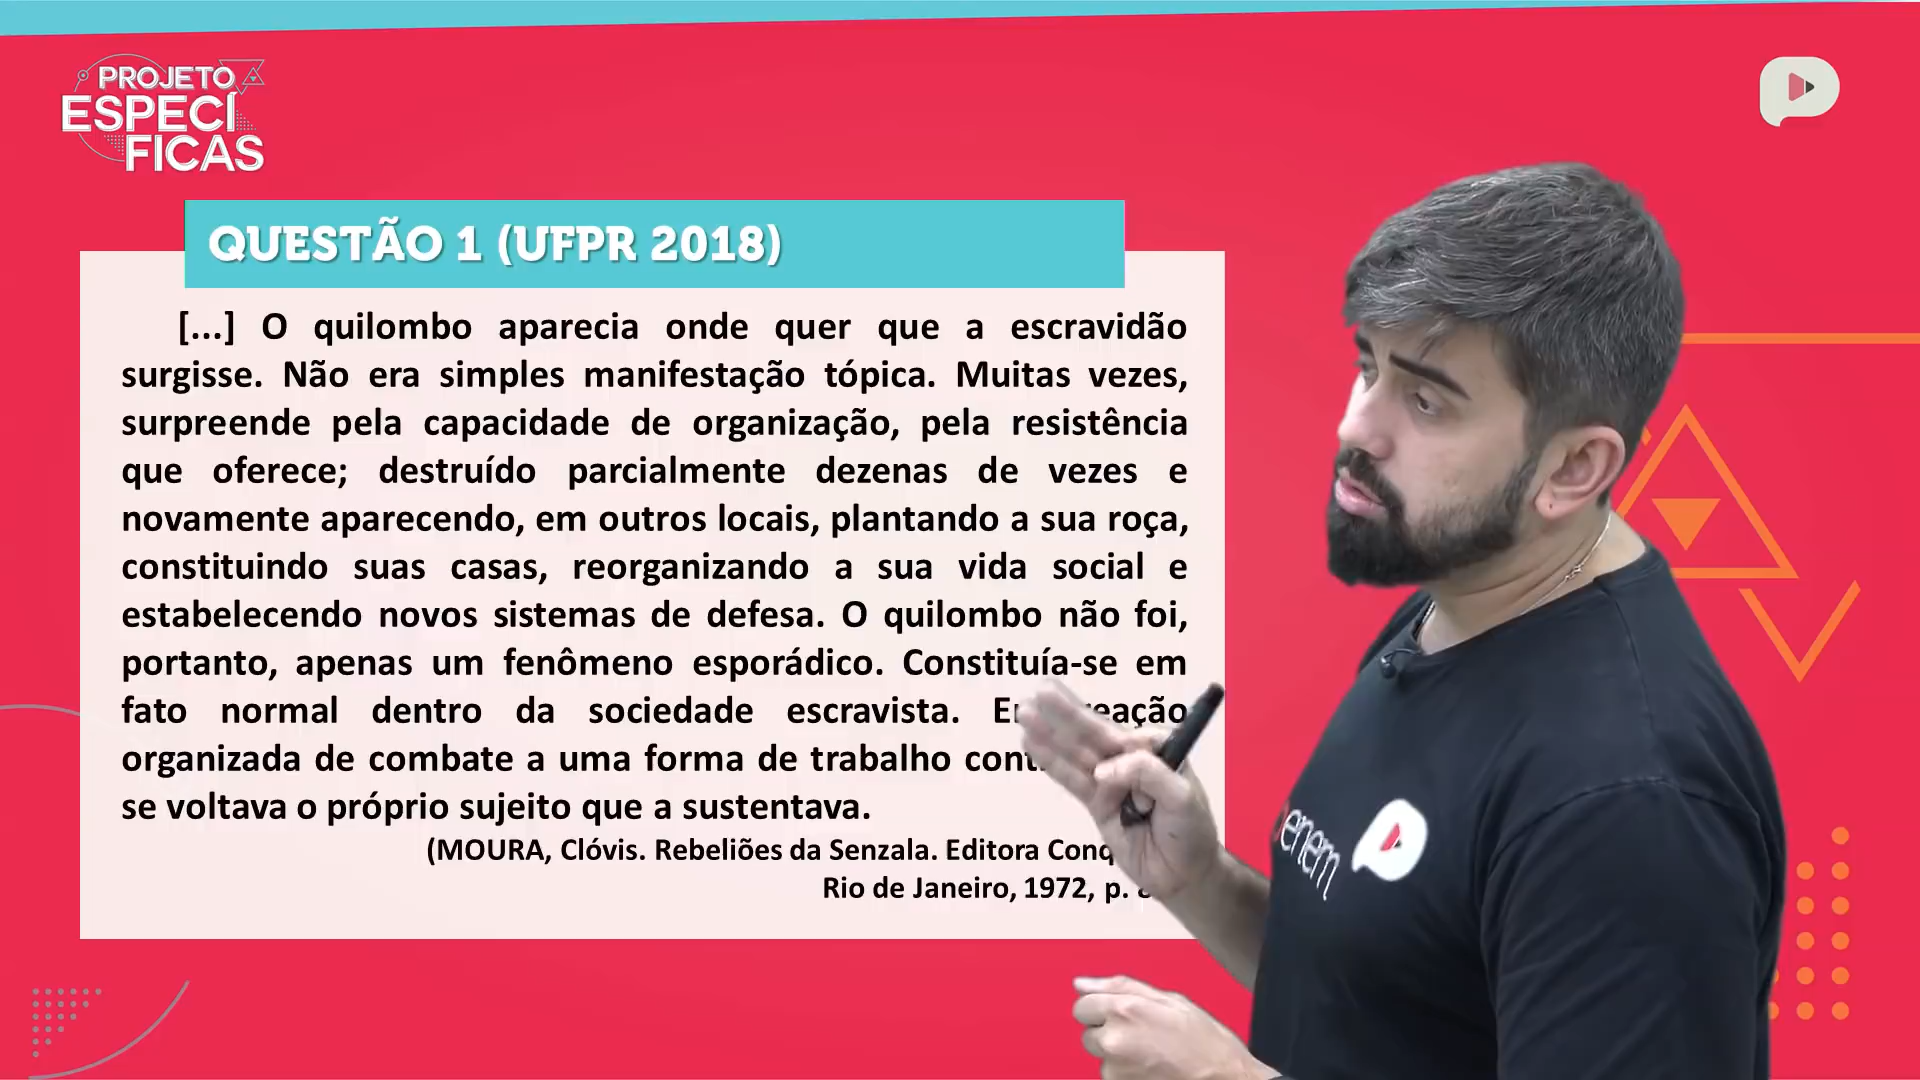 PROJETO
ESPECÍ
FICAS
QUESTÃO 1 (UFPR 2018)
[...] O quilombo aparecia onde quer que a escravidão
surgisse. Não era simples manifestação tópica. Muitas vezes,
surpreende pela capacidade de organização, pela resistência
que oferece; destruído parcialmente dezenas de vezes e
novamente aparecendo, em outros locais, plantando a sua roça,
constituindo suas casas, reorganizando a sua vida social e
estabelecendo novos sistemas de defesa. O quilombo não foi,
portanto, apenas um fenômeno esporádico. Constituía-se em
fato normal dentro da sociedade escravista.
organizada de combate a uma forma de trabalho
se voltava o próprio sujeito que a sustentava.
(MOURA, Clóvis. Rebeliões da Senzala. Editora
Rio de Janeiro, 1972, p.
enem